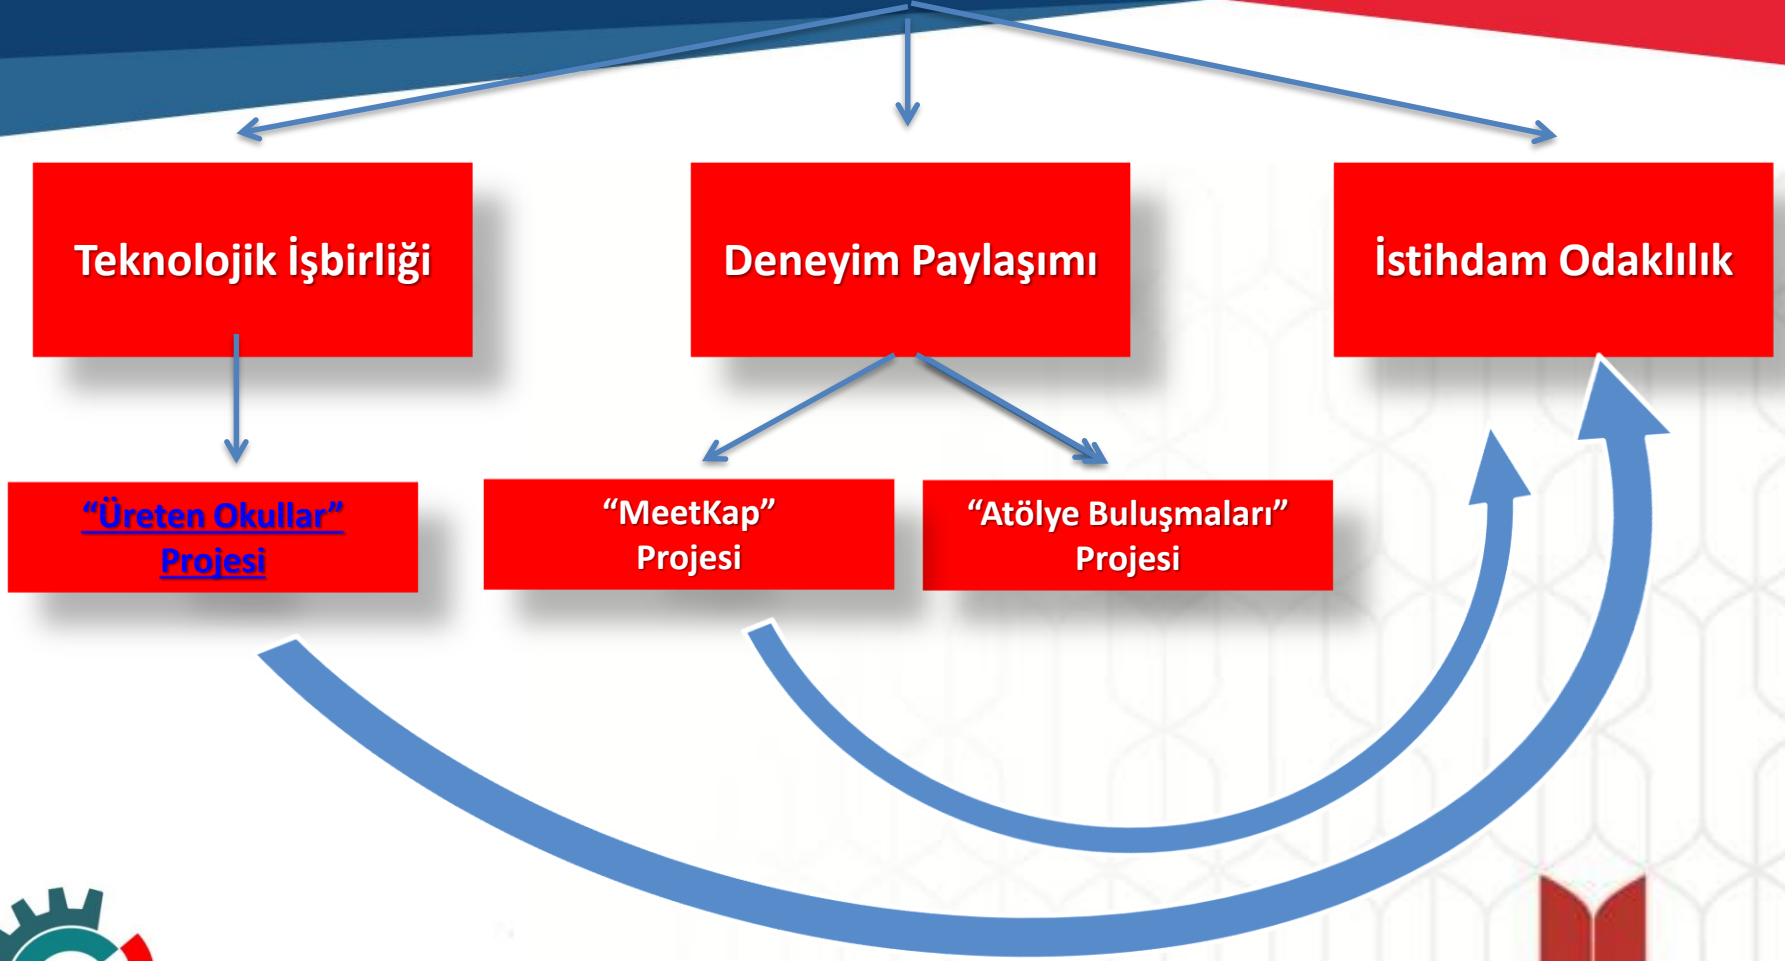 Teknolojik İşbirliği
Deneyim Paylaşımı
İstihdam Odaklılık
“Üreten Okullar”
Projesi
“MeetKap”
Projesi
“Atölye Buluşmaları”
Projesi